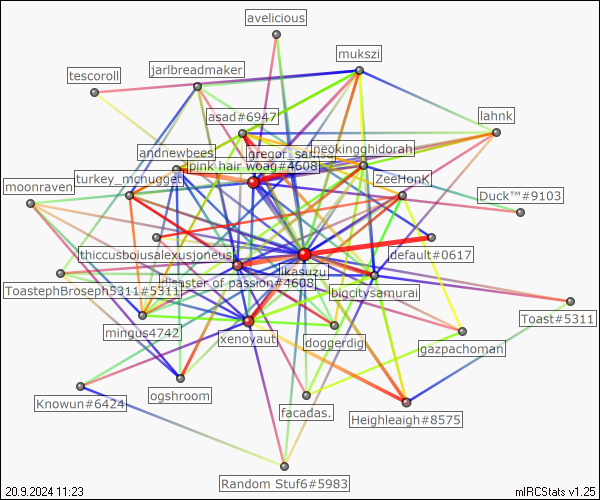 avelicious
mukszi
jarlbreadmaker
tescoroll
asad#6947
lahnk
neokingghidorah
andnewbees
pink hair woag#4608
turkey_mcnugget
ZeeHonK
moonraven
Duck™#9103
thiccusboiusalexusjoneus
default#0617
likasuzu
disaster of passion#4608
ToastephBroseph5311#5311
bigcitysamurai
Toast#5311
mingus4742
xenoyaut
doggerdig
gazpachoman
ogshroom
Knowun#6424
facadas.
Heighleaigh#8575
Random Stuf6#5983
20.9.2024 11:23
mIRCStats v1.25